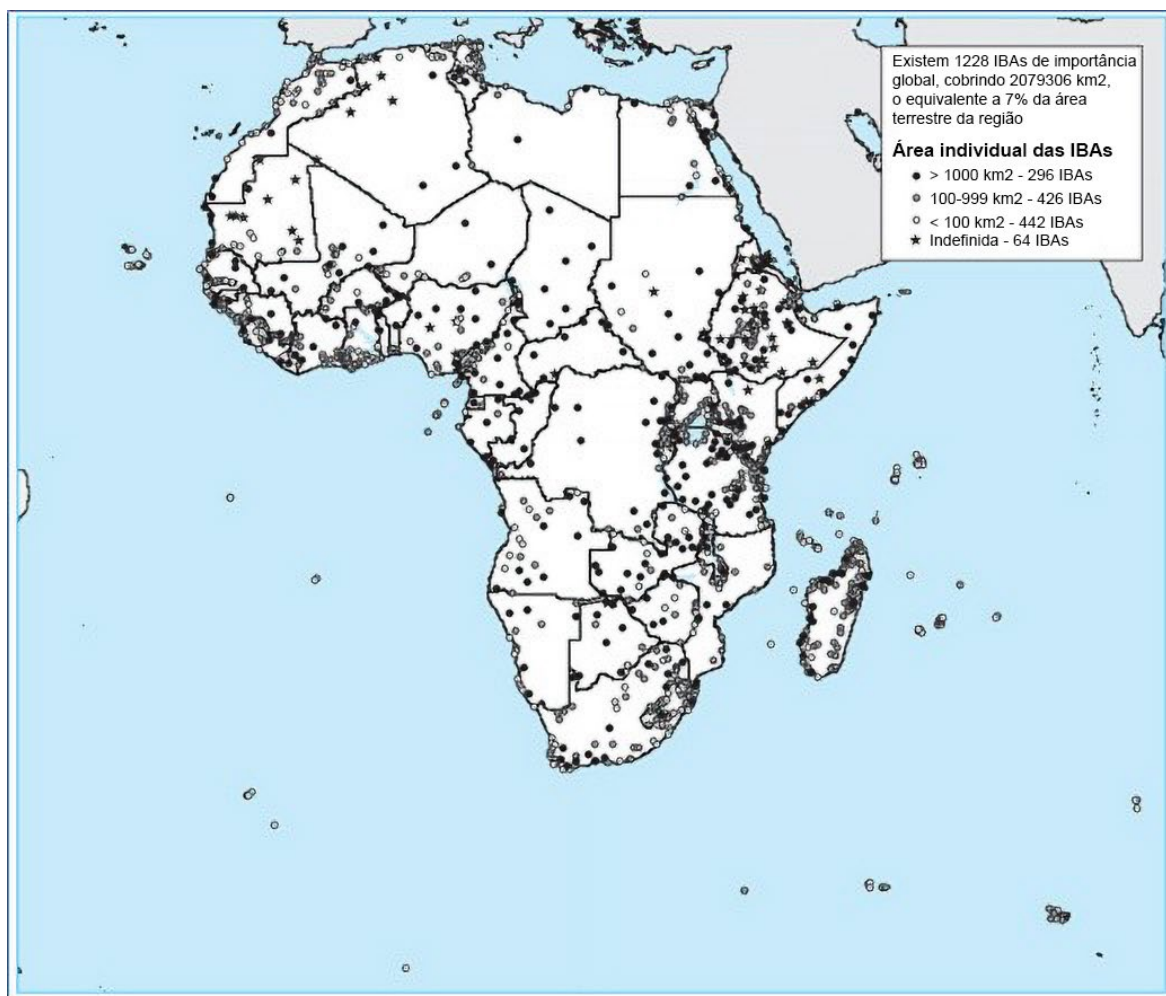 Existem 1228 IBAs de importância
global, cobrindo 2079306 km2,
o equivalente a 7% da área
terrestre da região
Área individual das IBAs
> 1000 km2 - 296 IBAs
100-999 km2 - 426 IBAs
< 100 km2 - 442 IBAs
Indefinida - 64 IBAs